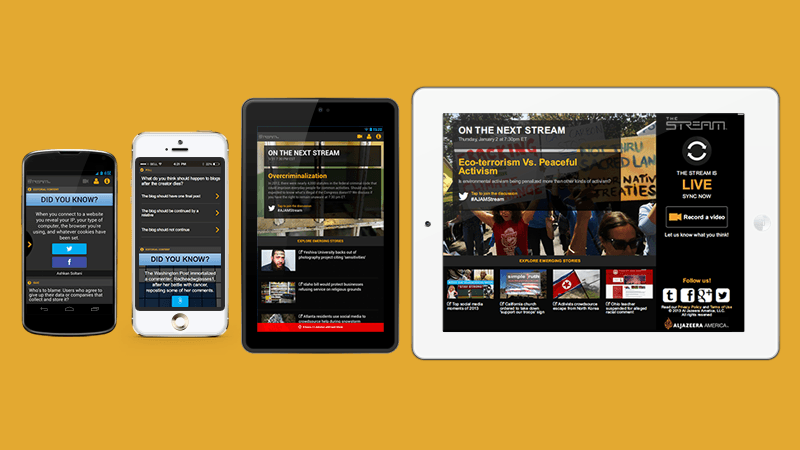 EDITORIAL CONTENT
DID YOU KNOW?
When you connect to a website
you reveal your IP, your type of
computer, the browser you're
using, and whatever cookies have
been set.
Ashkan Soltani
Who's to blame: Users who agree to
give up their data or companies that
collect and store it?
4:21 PM
POLL
What do you think should happen to blogs
after the creator dies?
The blog should have one final post
The blog should be continued by a
relative
The blog should not continue
EDITORIAL CONTENT
DID YOU KNOW?
The Washington Post immortalized
a commenter, Redheadwglasses1,
after her battle with cancer,
reposting some of her comments.
ON THE NEXT STREAM
Overcriminalization
Tap to join the discussion
#AJAMStream
EXPLORE EMERGING STORIES
Yeshiva University backs out of
photography project citing 'sensitivities'
Idaho bill would protect businesses
refusing service on religious grounds
Atlanta residents use social media to
crowdsource help during snowstorm
ON THE NEXT STREAM
Thursday, January 2 at 7:30pm ET
Eco-terrorism Vs. Peaceful
Activism
Is environmental activism being penalized more than other kinds of activism?
Tap to join the discussion
#AJAMStream
EXPLORE EMERGING STORIES
Top social media
moments of 2013
California church
ordered to take down
'support our troops' sign
Activists crowdsource
escape from North Korea
Ohio teacher
suspended for alleged
racial comment
THE
STREAM
THE STREAM IS
LIVE
SYNC NOW
Record a video
Let us know what you think!
Follow us!
Read our Privacy Policy and Terms of Use
© 2013 Al Jazeera America, LLC.
All rights reserved
ALJAZEERA AMERICA